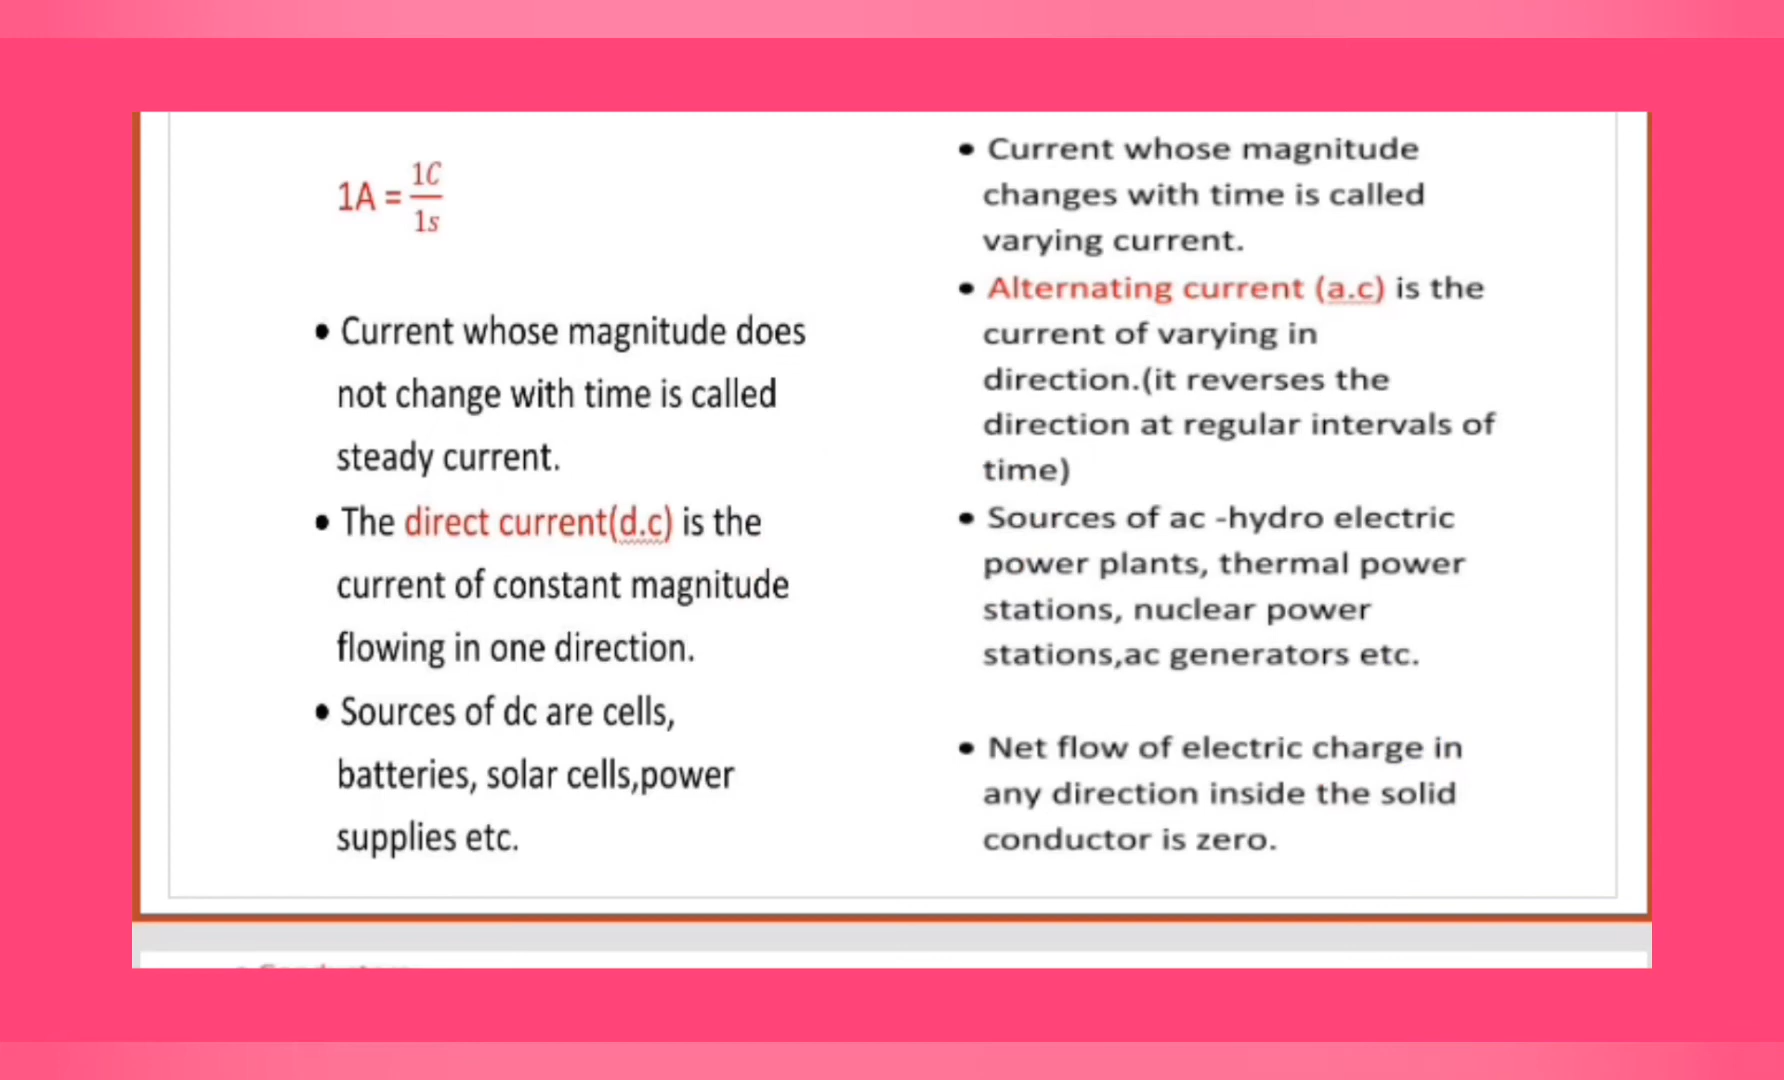 1A = 1C/1s
• Current whose magnitude does
not change with time is called
steady current.
• The direct current(d.c) is the
current of constant magnitude
flowing in one direction.
• Sources of dc are cells,
batteries, solar cells,power
supplies etc.
• Current whose magnitude
changes with time is called
varying current.
• Alternating current (a.c) is the
current of varying in
direction.(it reverses the
direction at regular intervals of
time)
• Sources of ac -hydro electric
power plants, thermal power
stations, nuclear power
stations,ac generators etc.
• Net flow of electric charge in
any direction inside the solid
conductor is zero.